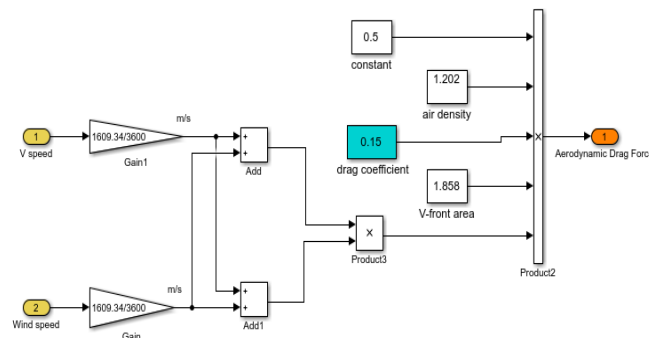 0.5
constant
1.202
air density
m/s
1
1609.34/3600
V speed
Gain1
+
+
Add
0.15
drag coefficient
×
1
Aerodynamic Drag Forc
1.858
V-front area
×
Product3
Product2
m/s
2
1609.34/3600
Wind speed
Gain
+
+
Add1